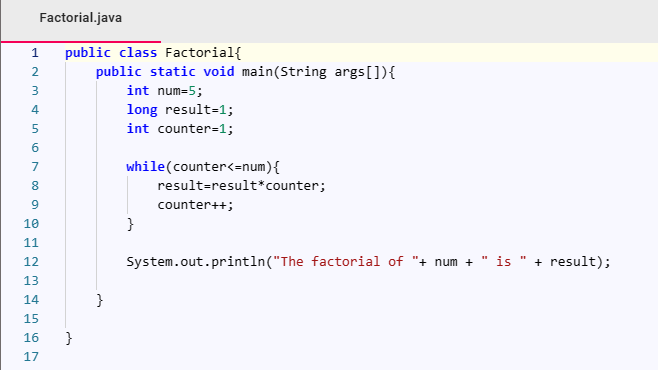 Factorial.java
1 public class Factorial{
2 public static void main(String args[]){
3 int num=5;
4 long result=1;
5 int counter=1;
6
7 while(counter<=num){
8 result=result*counter;
9 counter++;
10 }
11
12 System.out.println("The factorial of "+ num + " is " + result);
13
14 }
15
16 }
17